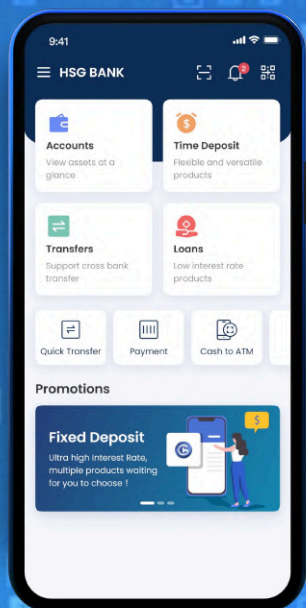 9:41
HSG BANK
2
Accounts
View assets at a
glance
Time Deposit
Flexible and versatile
products
Transfers
Support cross bank
transfer
Loans
Low interest rate
products
Quick Transfer
Payment
Cash to ATM
Promotions
Fixed Deposit
Ultra high Interest Rate,
multiple products waiting
for you to choose !
$